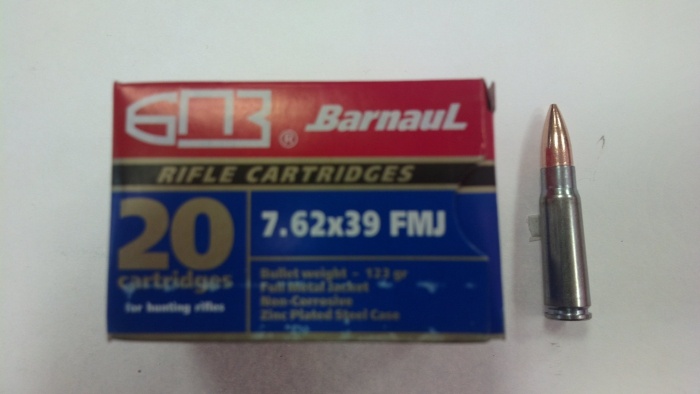 БПЗ ® BarnauL
RIFLE CARTRIDGES
20
cartridges
for hunting rifles
7.62x39 FMJ
Bullet weight - 123 gr
Full Metal Jacket
Non-Corrosive
Zinc Plated Steel Case